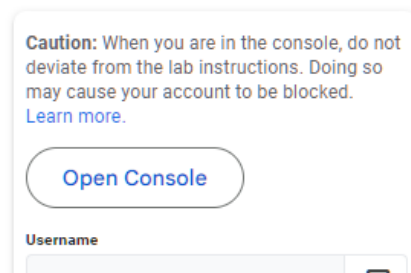 Caution: When you are in the console, do not
deviate from the lab instructions. Doing so
may cause your account to be blocked.
Learn more.
Open Console
Username